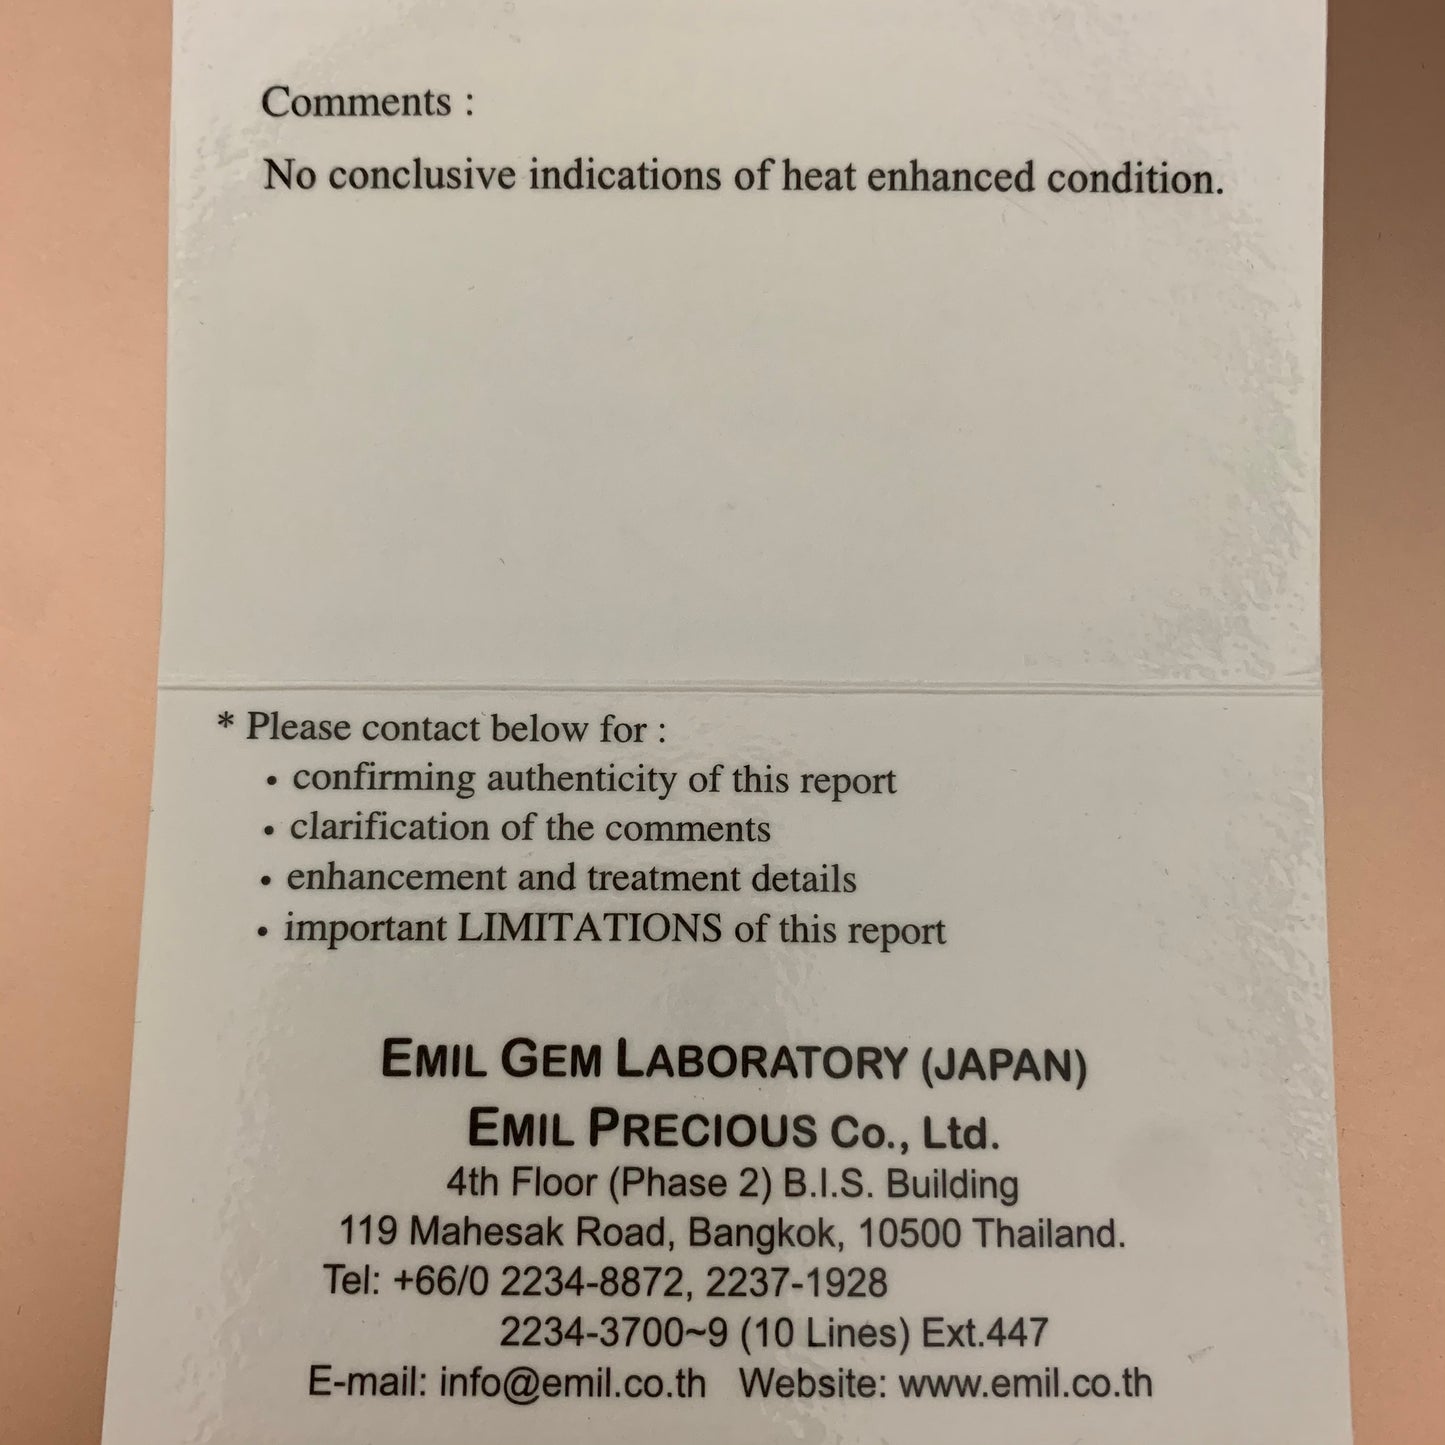 Comments :
No conclusive indications of heat enhanced condition.
* Please contact below for :
• confirming authenticity of this report
• clarification of the comments
• enhancement and treatment details
• important LIMITATIONS of this report
EMIL GEM LABORATORY (JAPAN)
EMIL PRECIOUS Co., Ltd.
4th Floor (Phase 2) B.I.S. Building
119 Mahesak Road, Bangkok, 10500 Thailand.
Tel: +66/0 2234-8872, 2237-1928
2234-3700~9 (10 Lines) Ext.447
E-mail: info@emil.co.th Website: www.emil.co.th